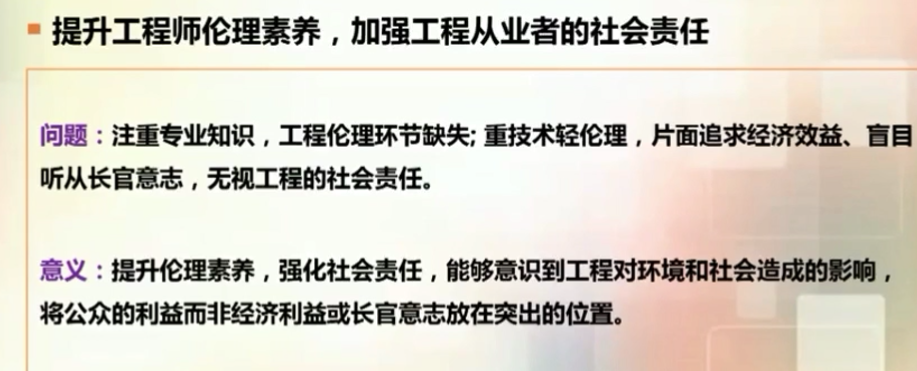 提升工程师伦理素养，加强工程从业者的社会责任
问题：注重专业知识，工程伦理环节缺失; 重技术轻伦理，片面追求经济效益、盲目
听从长官意志，无视工程的社会责任。
意义：提升伦理素养，强化社会责任，能够意识到工程对环境和社会造成的影响，
将公众的利益而非经济利益或长官意志放在突出的位置。